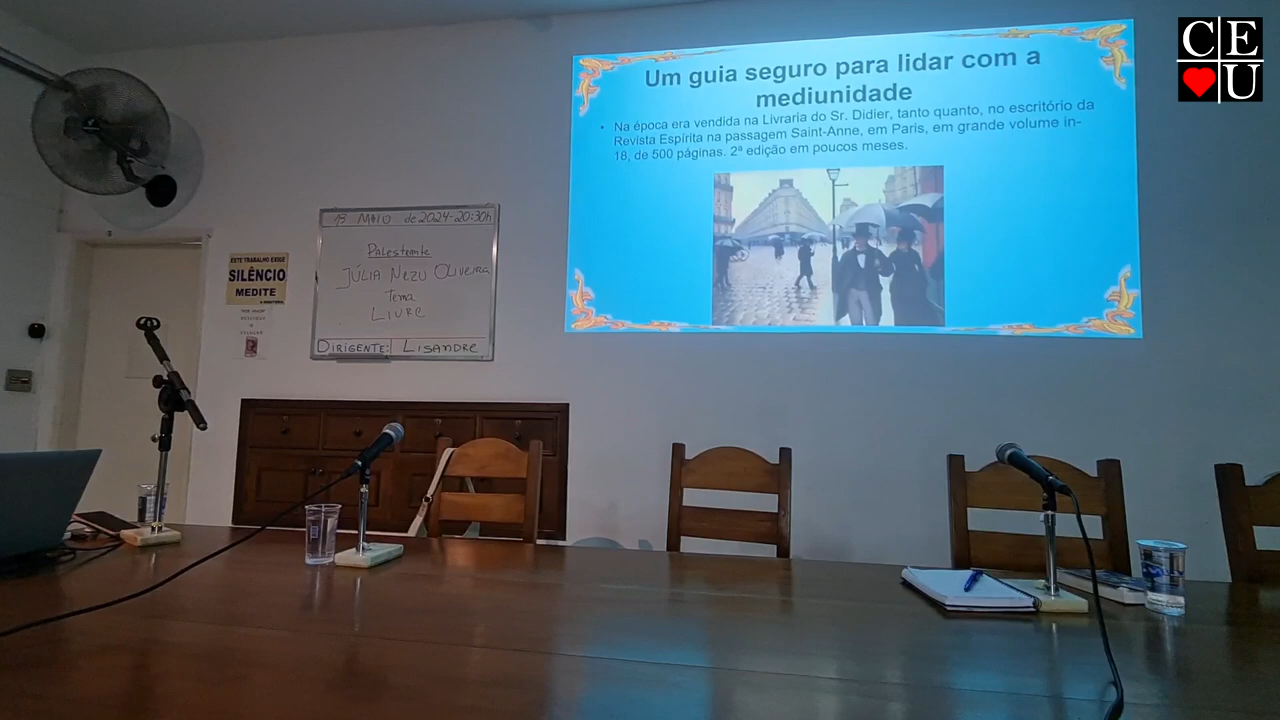 CE
U
Um guia seguro para lidar com a
mediunidade
• Na época era vendida na Livraria do Sr. Didier, tanto quanto, no escritório da
Revista Espírita na passagem Saint-Anne, em Paris, em grande volume in-
18, de 500 páginas. 2ª edição em poucos meses.
13 MAIO de 2024-20:30h
Palestrante
JÚLIA NEZU OLIVEIRA
Tema
LIVRE
DIRIGENTE: LISANDRE
ESTE TRABALHO EXIGE
SILÊNCIO
MEDITE